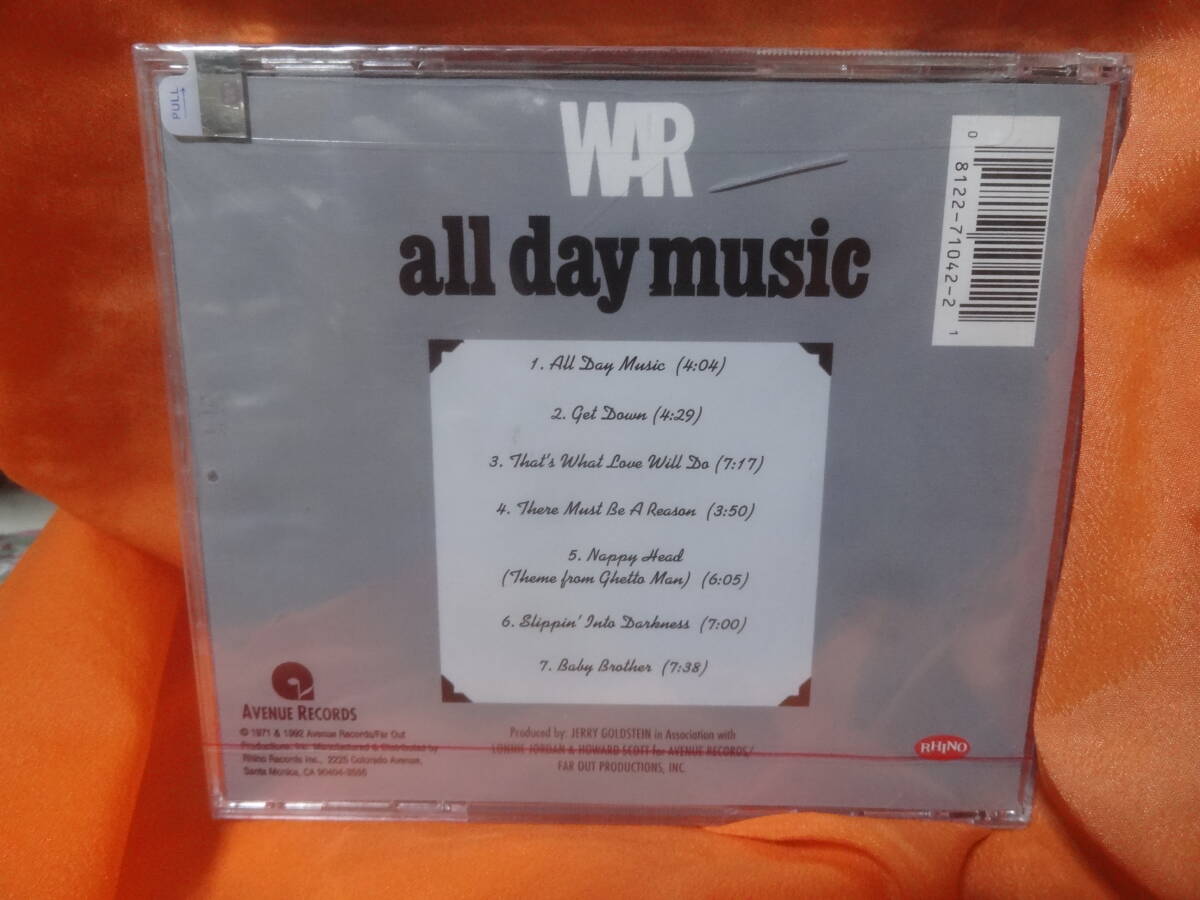 PULL
WAR
all day music
0 81227-1042-2 1
1. All Day Music (4:04)
2. Get Down (4:29)
3. That's What Love Will Do (7:17)
4. There Must Be A Reason (3:50)
5. Nappy Head
(Theme from Ghetto Man) (6:05)
6. Slippin' Into Darkness (7:00)
7. Baby Brother (7:38)
AVENUE RECORDS
© 1971 & 1992 Avenue Records/Far Out
Productions, Inc. Manufactured & Distributed by
Rhino Records Inc., 2225 Colorado Avenue,
Santa Monica, CA 90404-3555
Produced by: JERRY GOLDSTEIN in Association with
LONNIE JORDAN & HOWARD SCOTT for AVENUE RECORDS/
FAR OUT PRODUCTIONS, INC.
RHINO